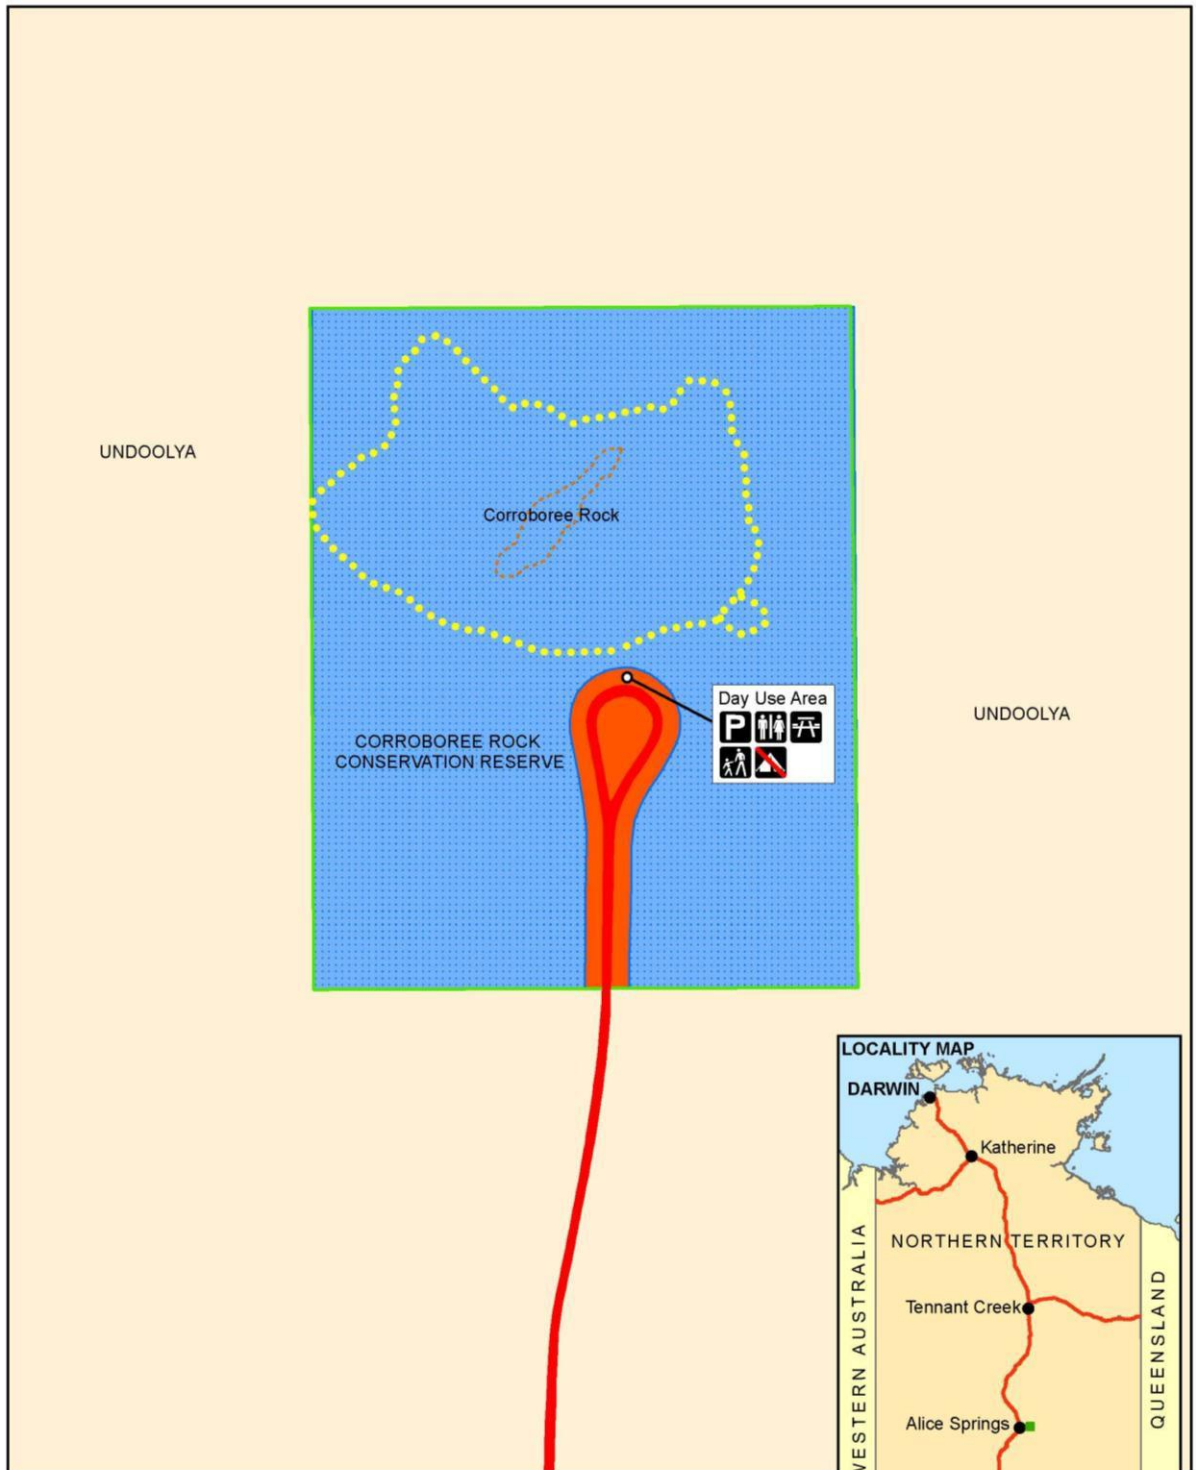 UNDOOLYA
Corroboree Rock
Day Use Area
P
UNDOOLYA
CORROBOREE ROCK
CONSERVATION RESERVE
LOCALITY MAP
DARWIN
Katherine
NORTHERN TERRITORY
WESTERN AUSTRALIA
QUEENSLAND
Tennant Creek
Alice Springs